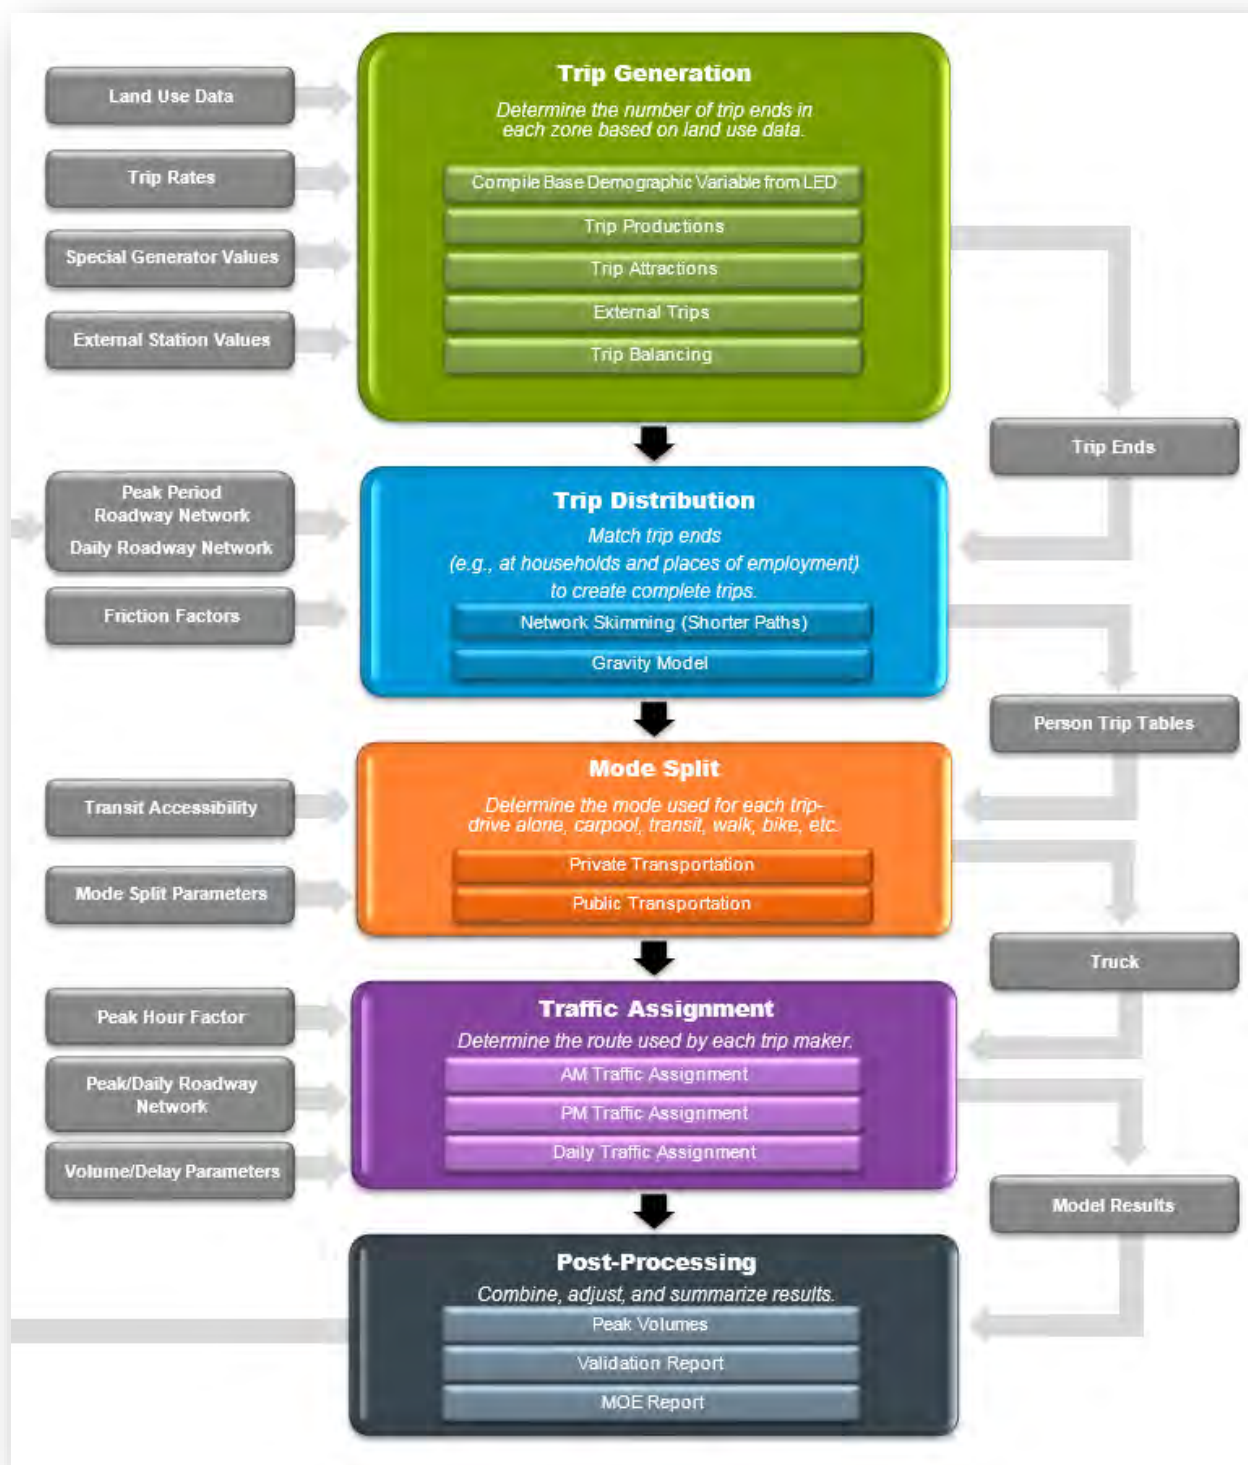 Trip Generation
Determine the number of trip ends in
each zone based on land use data.
Land Use Data
Trip Rates
Special Generator Values
External Station Values
Compile Base Demographic Variable from LED
Trip Productions
Trip Attractions
External Trips
Trip Balancing
Trip Ends
Trip Distribution
Match trip ends
(e.g., at households and places of employment)
to create complete trips.
Peak Period
Roadway Network
Daily Roadway Network
Friction Factors
Network Skimming (Shorter Paths)
Gravity Model
Person Trip Tables
Mode Split
Determine the mode used for each trip-
drive alone, carpool, transit, walk, bike, etc.
Transit Accessibility
Mode Split Parameters
Private Transportation
Public Transportation
Truck
Traffic Assignment
Determine the route used by each trip maker.
Peak Hour Factor
Peak/Daily Roadway
Network
Volume/Delay Parameters
AM Traffic Assignment
PM Traffic Assignment
Daily Traffic Assignment
Model Results
Post-Processing
Combine, adjust, and summarize results.
Peak Volumes
Validation Report
MOE Report